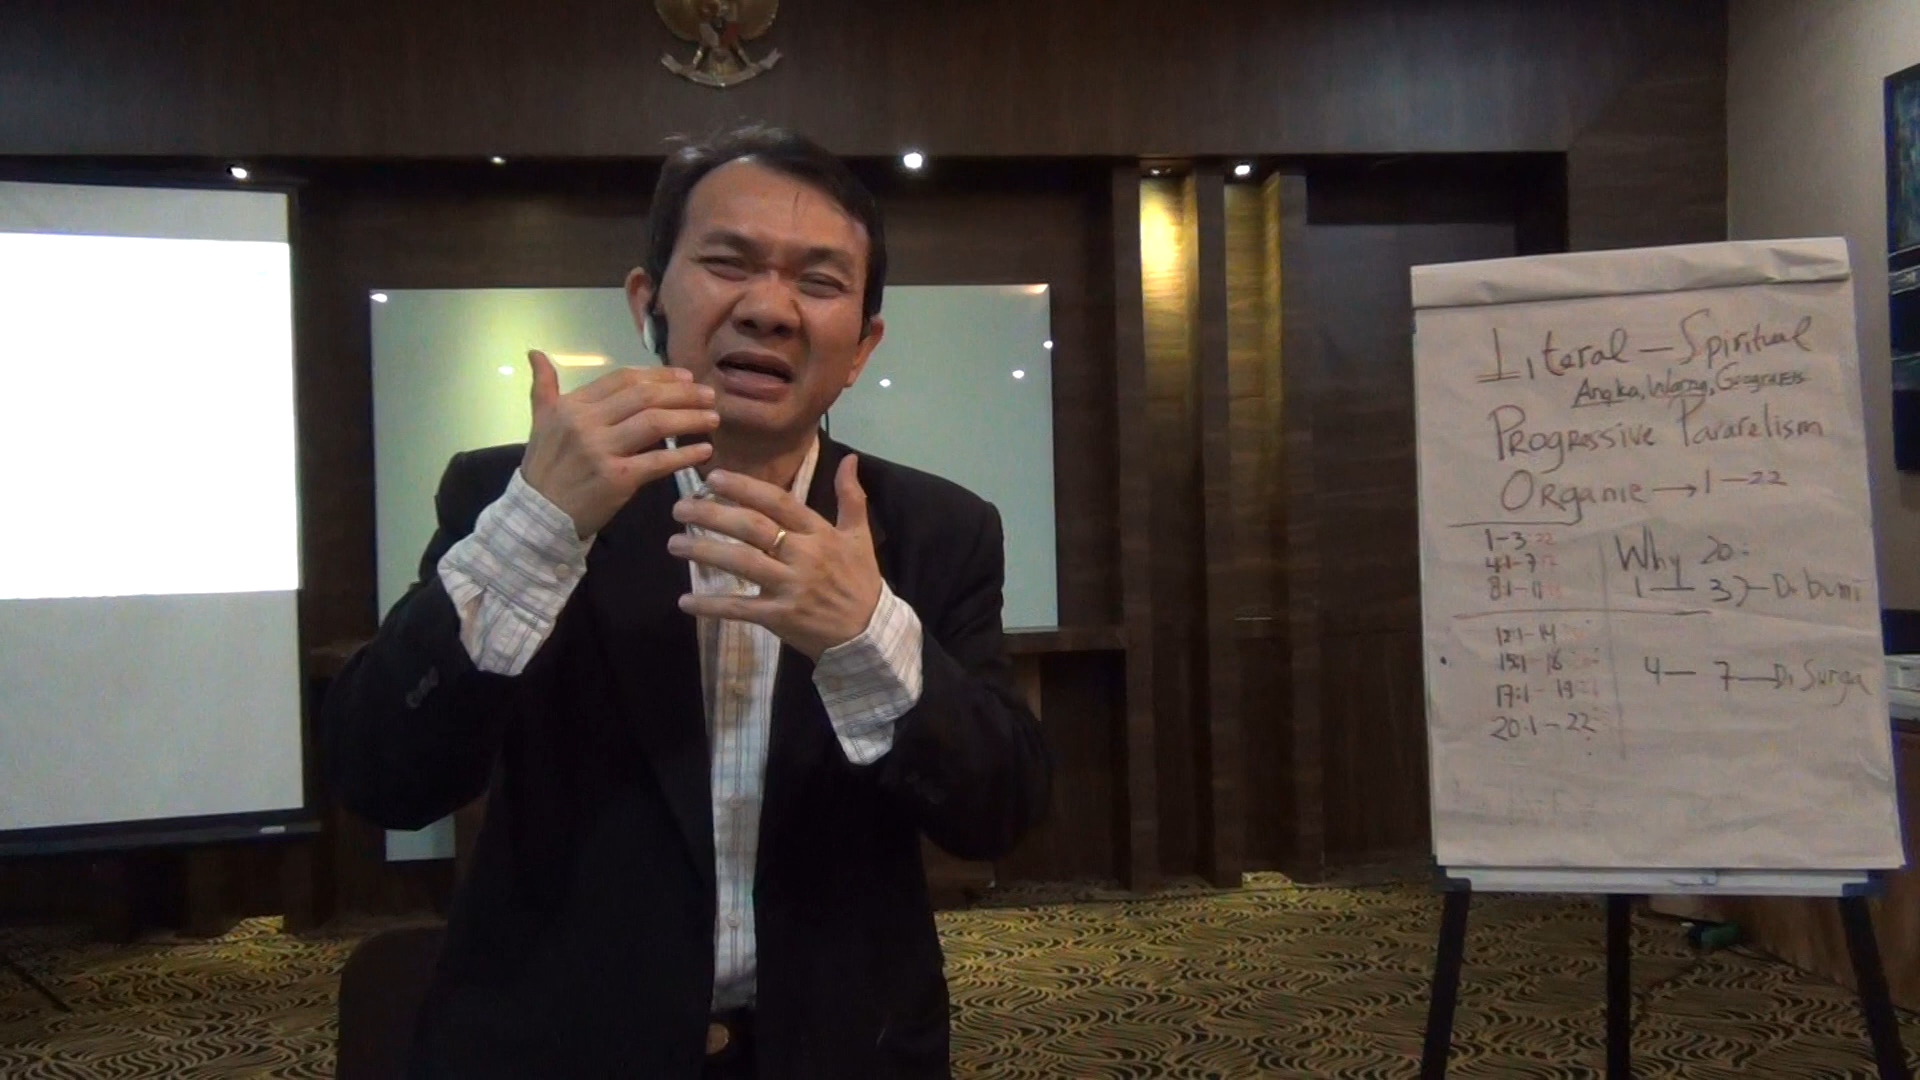 Literal — Spiritual
Angka, Warna,
Progressive Pararelism
Organic → 1 — 22
1 — 3:22
4:1 — 7
8:1 — 11
12:1 — 14
15:1 — 16
17:1 — 19
20:1 — 22
Why 20:
1 — 3 → Di bumi
4 — 7 — Di Surga